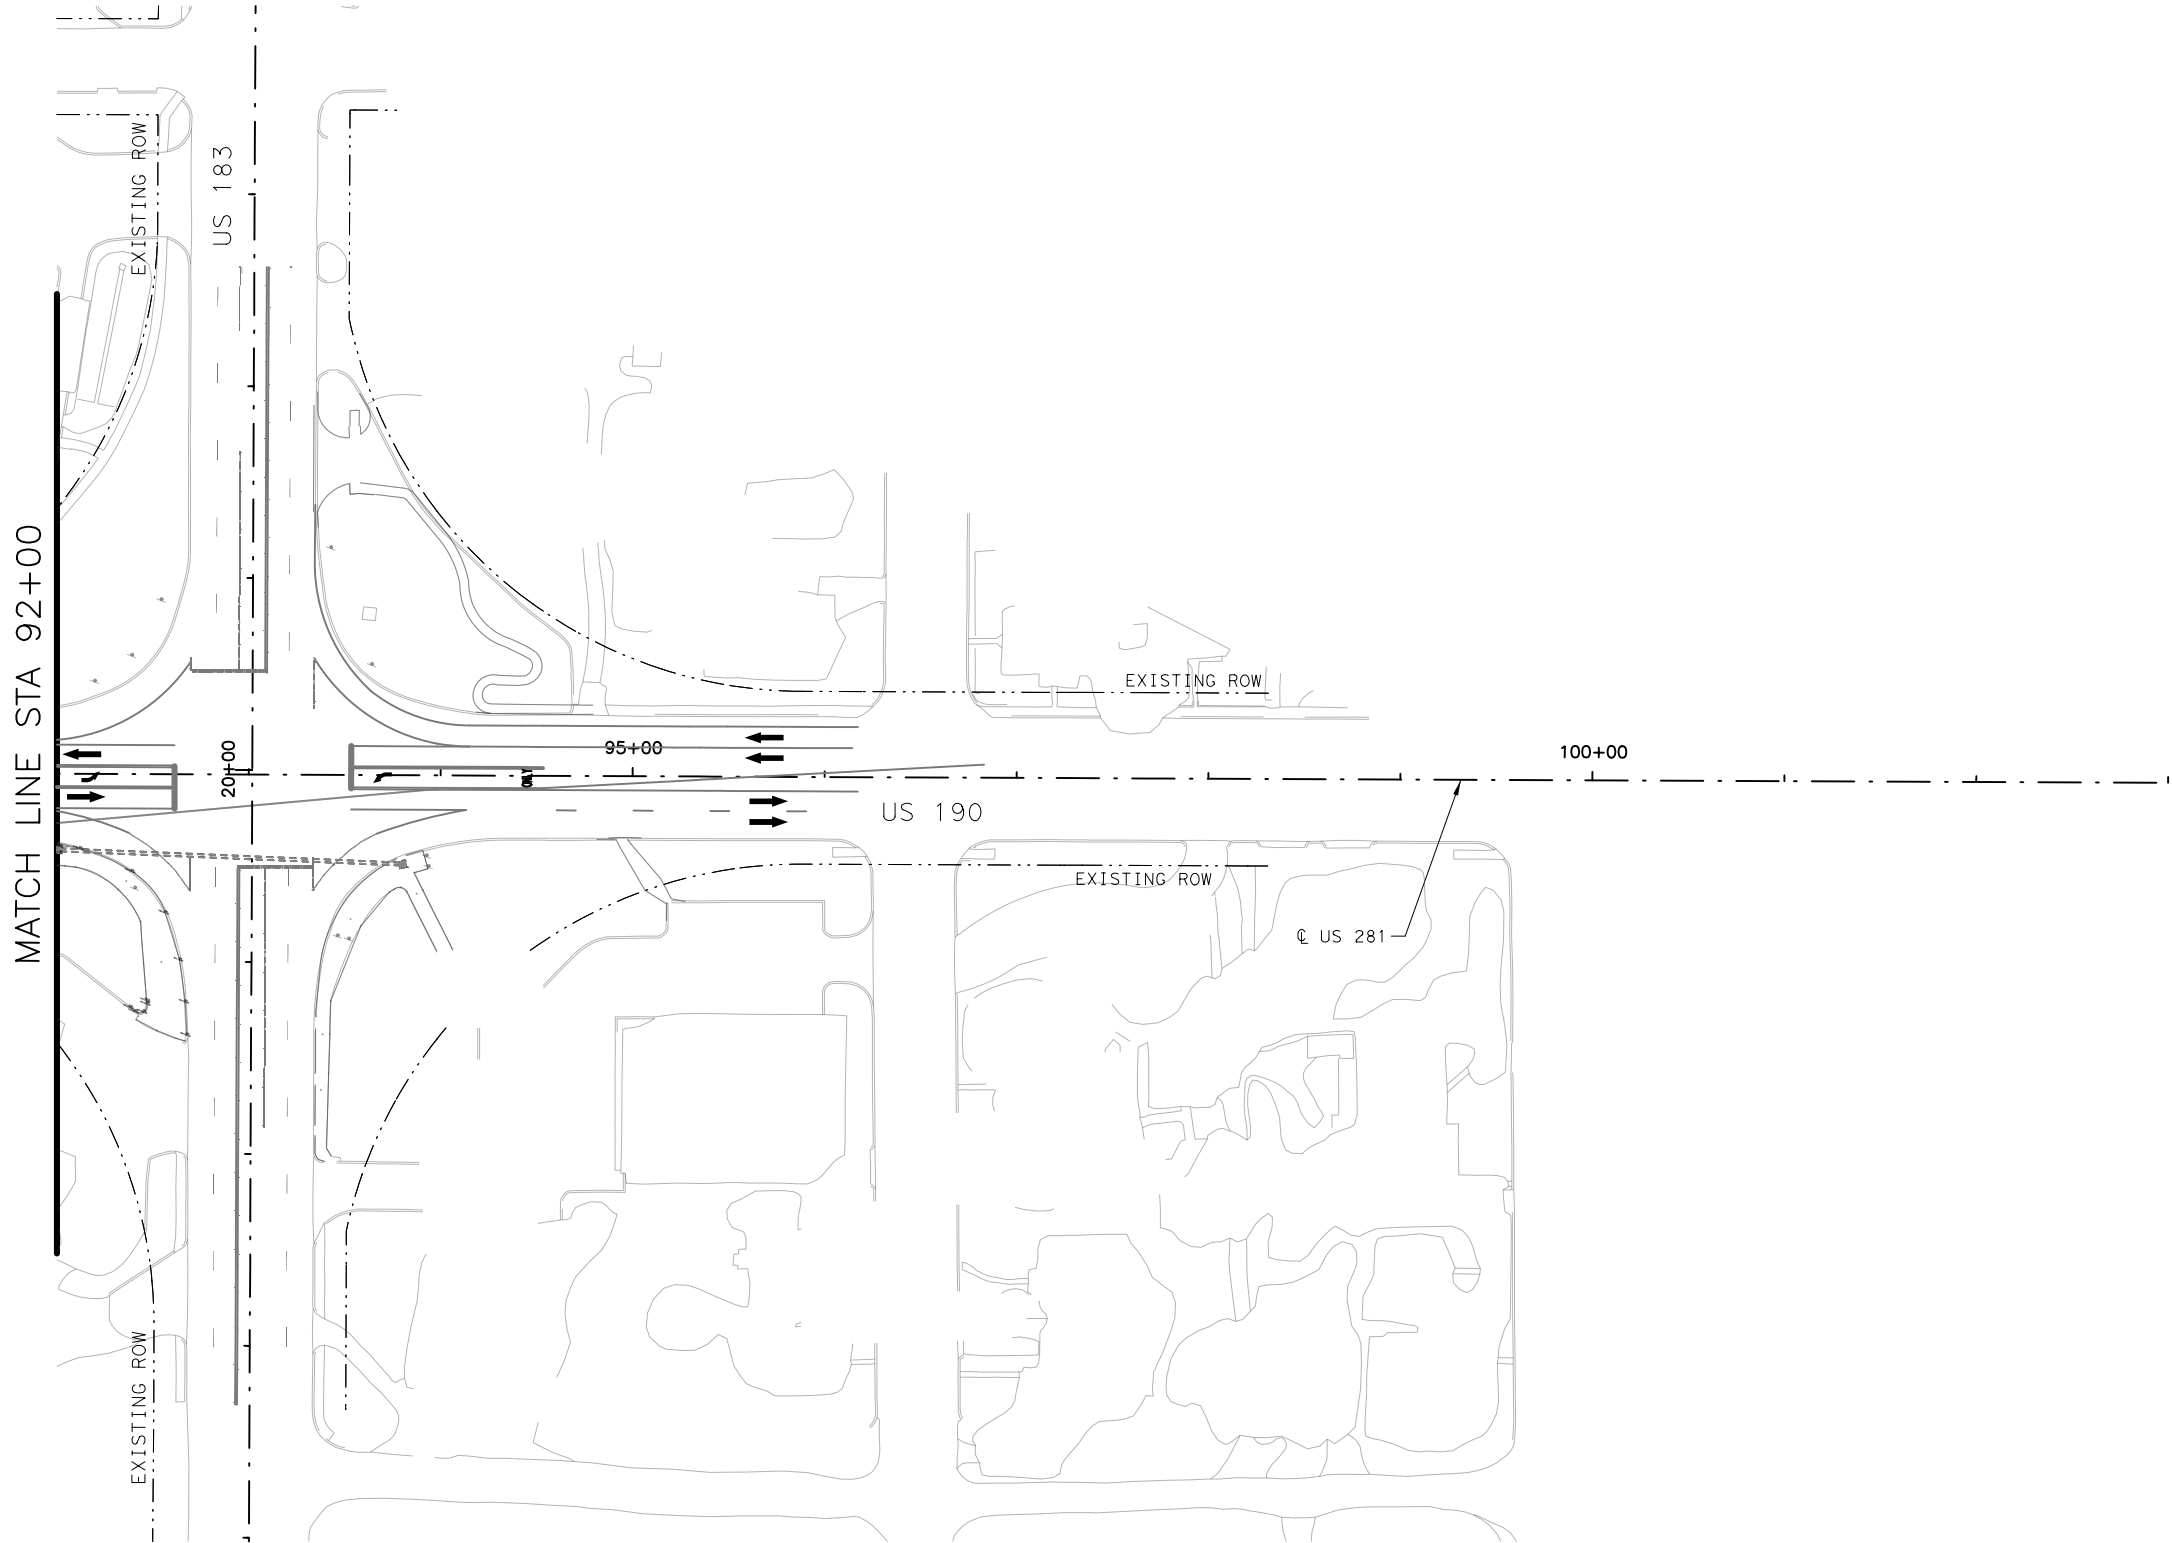 EXISTING ROW
US 183
MATCH LINE STA 92+00
EXISTING ROW
20+00
95+00
100+00
ONLY
US 190
EXISTING ROW
℄ US 281
EXISTING ROW